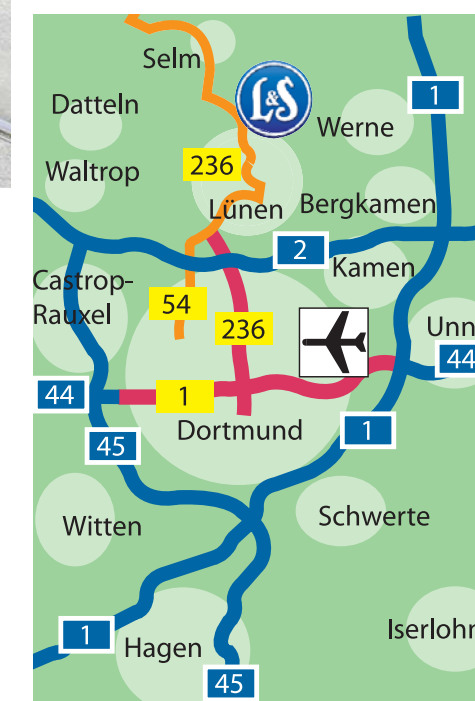 Selm
L&S
1
Datteln
Werne
Waltrop
236
Lünen
Bergkamen
2
Kamen
Castrop-
Rauxel
54
236
Unn
44
44
1
Dortmund
1
45
Witten
Schwerte
1
Hagen
Iserlohn
45